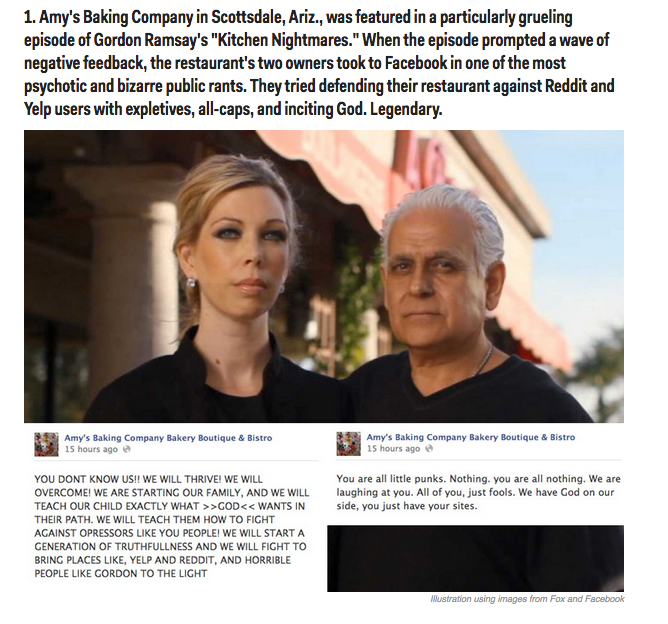 1. Amy's Baking Company in Scottsdale, Ariz., was featured in a particularly grueling
episode of Gordon Ramsay's "Kitchen Nightmares." When the episode prompted a wave of
negative feedback, the restaurant's two owners took to Facebook in one of the most
psychotic and bizarre public rants. They tried defending their restaurant against Reddit and
Yelp users with expletives, all-caps, and inciting God. Legendary.
Amy's Baking Company Bakery Boutique & Bistro
15 hours ago
YOU DONT KNOW US!! WE WILL THRIVE! WE WILL
OVERCOME! WE ARE STARTING OUR FAMILY, AND WE WILL
TEACH OUR CHILD EXACTLY WHAT >>GOD<< WANTS IN
THEIR PATH. WE WILL TEACH THEM HOW TO FIGHT
AGAINST OPRESSORS LIKE YOU PEOPLE! WE WILL START A
GENERATION OF TRUTHFULLNESS AND WE WILL FIGHT TO
BRING PLACES LIKE, YELP AND REDDIT, AND HORRIBLE
PEOPLE LIKE GORDON TO THE LIGHT
Amy's Baking Company Bakery Boutique & Bistro
15 hours ago
You are all little punks. Nothing. you are all nothing. We are
laughing at you. All of you, just fools. We have God on our
side, you just have your sites.
Illustration using images from Fox and Facebook